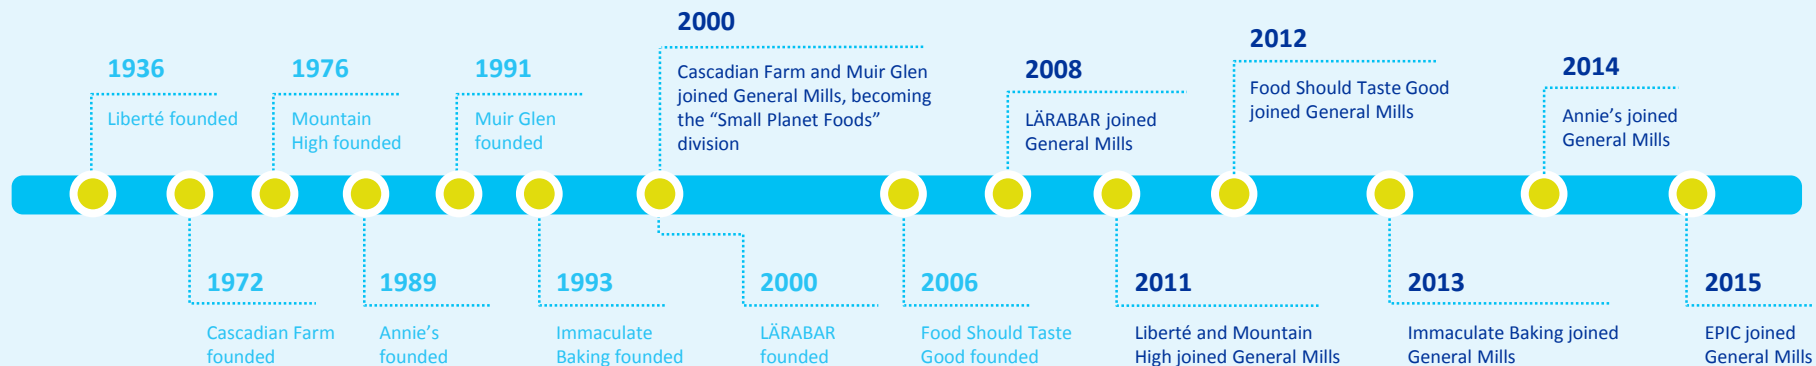 1936
Liberté founded
1972
Cascadian Farm
founded
1976
Mountain
High founded
1989
Annie’s
founded
1991
Muir Glen
founded
1993
Immaculate
Baking founded
2000
Cascadian Farm and Muir Glen
joined General Mills, becoming
the “Small Planet Foods”
division
2000
LÄRABAR
founded
2006
Food Should Taste
Good founded
2008
LÄRABAR joined
General Mills
2011
Liberté and Mountain
High joined General Mills
2012
Food Should Taste Good
joined General Mills
2013
Immaculate Baking joined
General Mills
2014
Annie’s joined
General Mills
2015
EPIC joined
General Mills